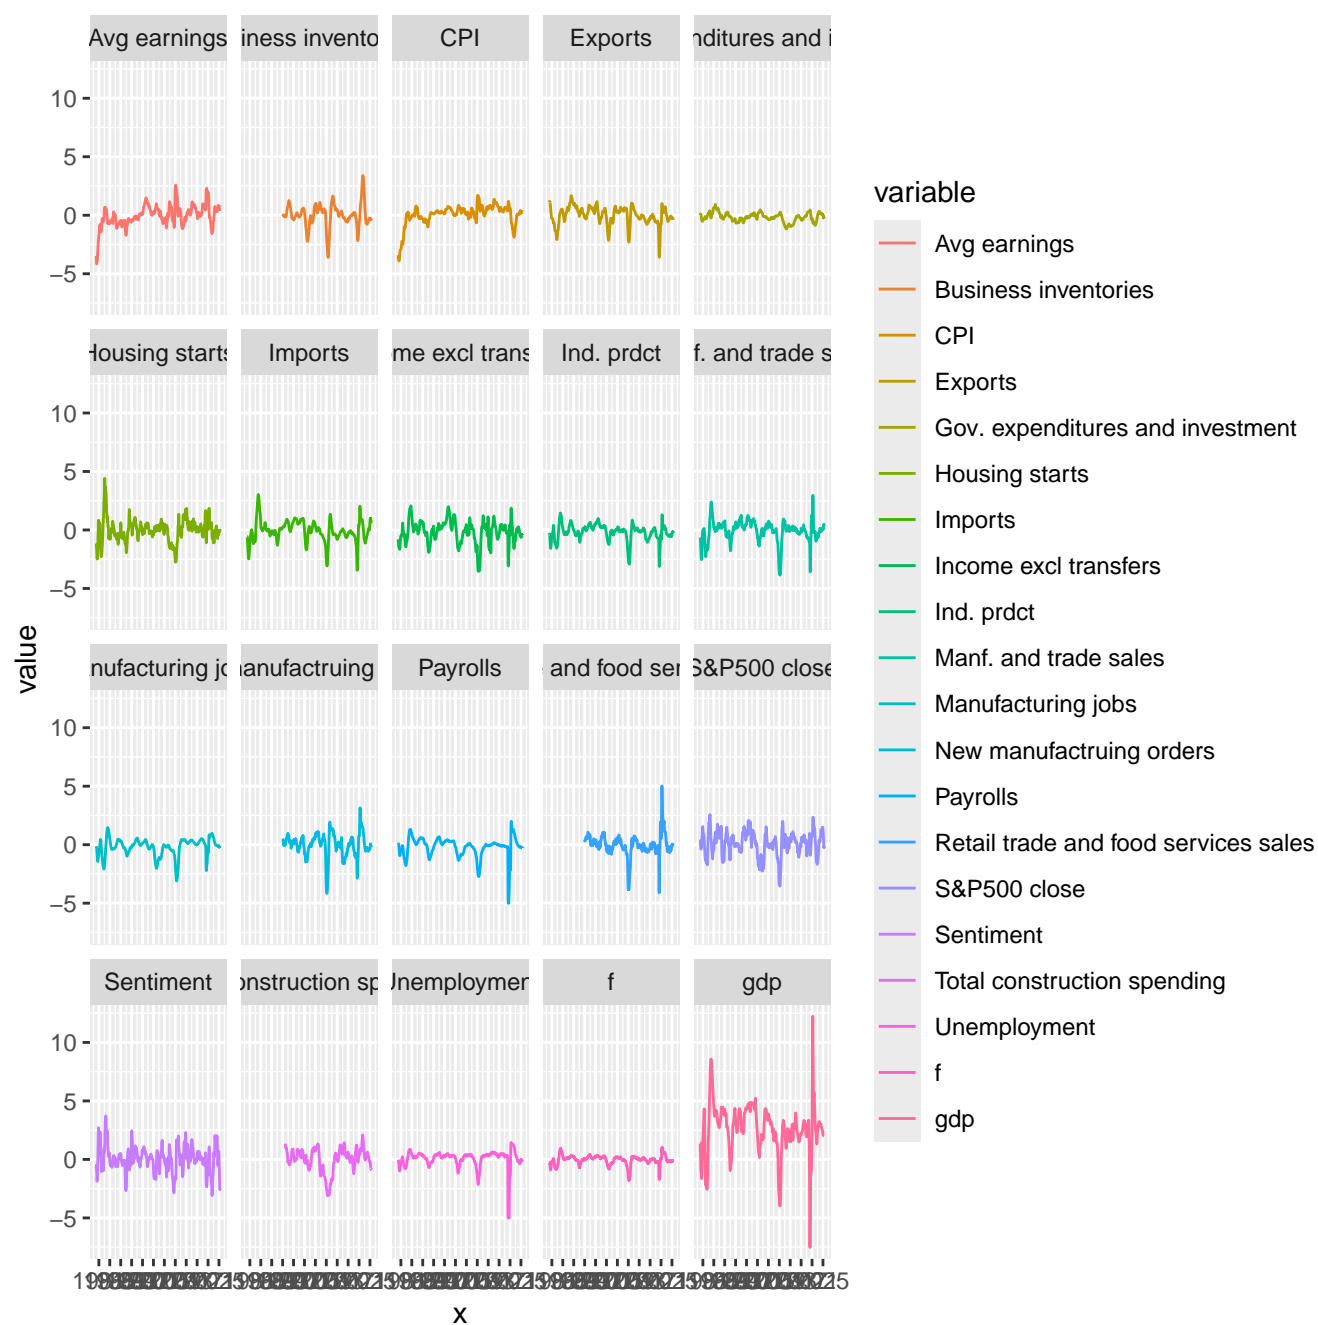 Avg earnings iness invento CPI Exports nditures and i
10
5
0
−5
Housing starts Imports me excl trans Ind. prdct f. and trade s
10
5
0
−5
nufacturing jo anufactruing Payrolls and food ser S&P500 close
10
5
0
−5
Sentiment onstruction sp Unemploymen f gdp
10
5
0
−5
value
x
variable
Avg earnings
Business inventories
CPI
Exports
Gov. expenditures and investment
Housing starts
Imports
Income excl transfers
Ind. prdct
Manf. and trade sales
Manufacturing jobs
New manufactruing orders
Payrolls
Retail trade and food services sales
S&P500 close
Sentiment
Total construction spending
Unemployment
f
gdp